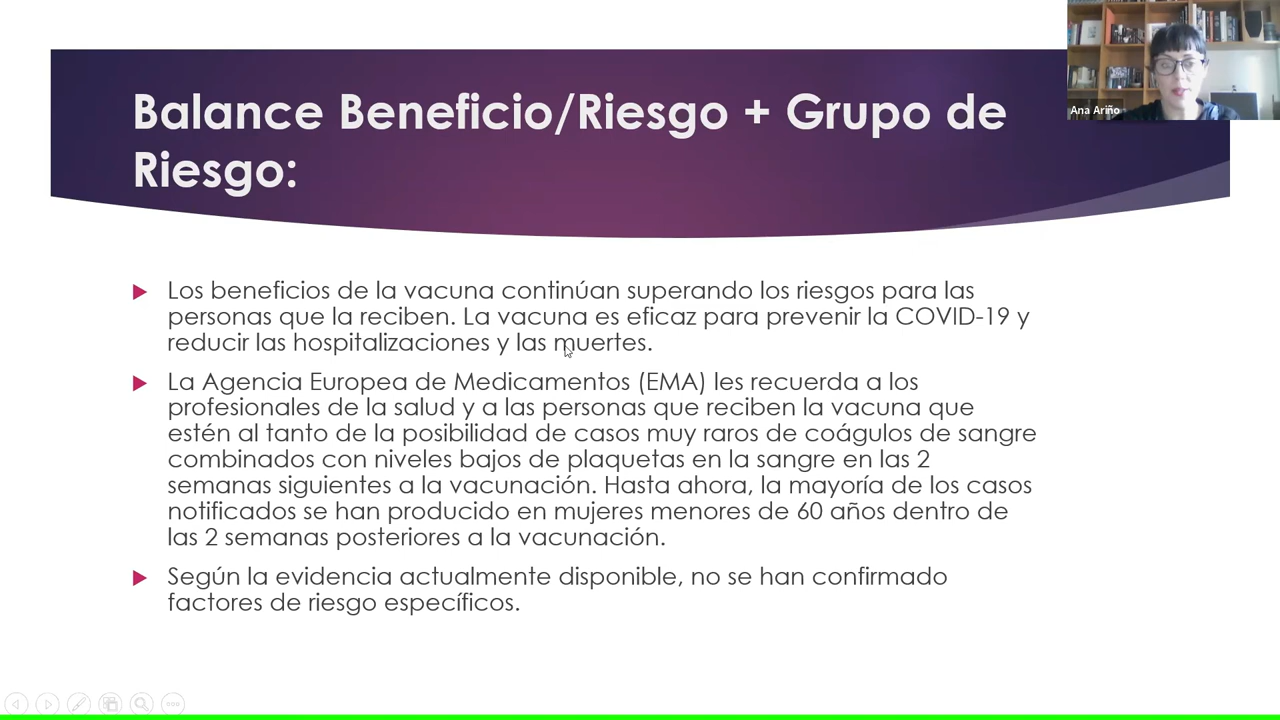 Balance Beneficio/Riesgo + Grupo de
Riesgo:
Ana Ariño
Los beneficios de la vacuna continúan superando los riesgos para las
personas que la reciben. La vacuna es eficaz para prevenir la COVID-19 y
reducir las hospitalizaciones y las muertes.
La Agencia Europea de Medicamentos (EMA) les recuerda a los
profesionales de la salud y a las personas que reciben la vacuna que
estén al tanto de la posibilidad de casos muy raros de coágulos de sangre
combinados con niveles bajos de plaquetas en la sangre en las 2
semanas siguientes a la vacunación. Hasta ahora, la mayoría de los casos
notificados se han producido en mujeres menores de 60 años dentro de
las 2 semanas posteriores a la vacunación.
Según la evidencia actualmente disponible, no se han confirmado
factores de riesgo específicos.